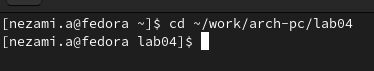 [nezami.a@fedora ~]$ cd ~/work/arch-pc/lab04
[nezami.a@fedora lab04]$